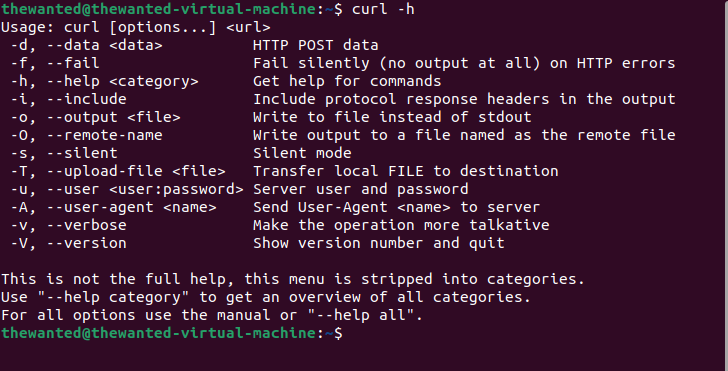 thewanted@thewanted-virtual-machine:~$ curl -h
Usage: curl [options...] <url>
 -d, --data <data>          HTTP POST data
 -f, --fail                 Fail silently (no output at all) on HTTP errors
 -h, --help <category>      Get help for commands
 -i, --include              Include protocol response headers in the output
 -o, --output <file>        Write to file instead of stdout
 -O, --remote-name          Write output to a file named as the remote file
 -s, --silent               Silent mode
 -T, --upload-file <file>   Transfer local FILE to destination
 -u, --user <user:password> Server user and password
 -A, --user-agent <name>    Send User-Agent <name> to server
 -v, --verbose              Make the operation more talkative
 -V, --version              Show version number and quit

This is not the full help, this menu is stripped into categories.
Use "--help category" to get an overview of all categories.
For all options use the manual or "--help all".
thewanted@thewanted-virtual-machine:~$